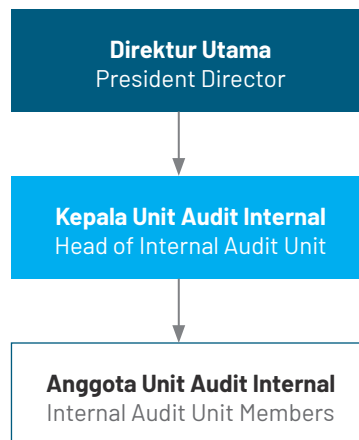 Direktur Utama
President Director
Kepala Unit Audit Internal
Head of Internal Audit Unit
Anggota Unit Audit Internal
Internal Audit Unit Members